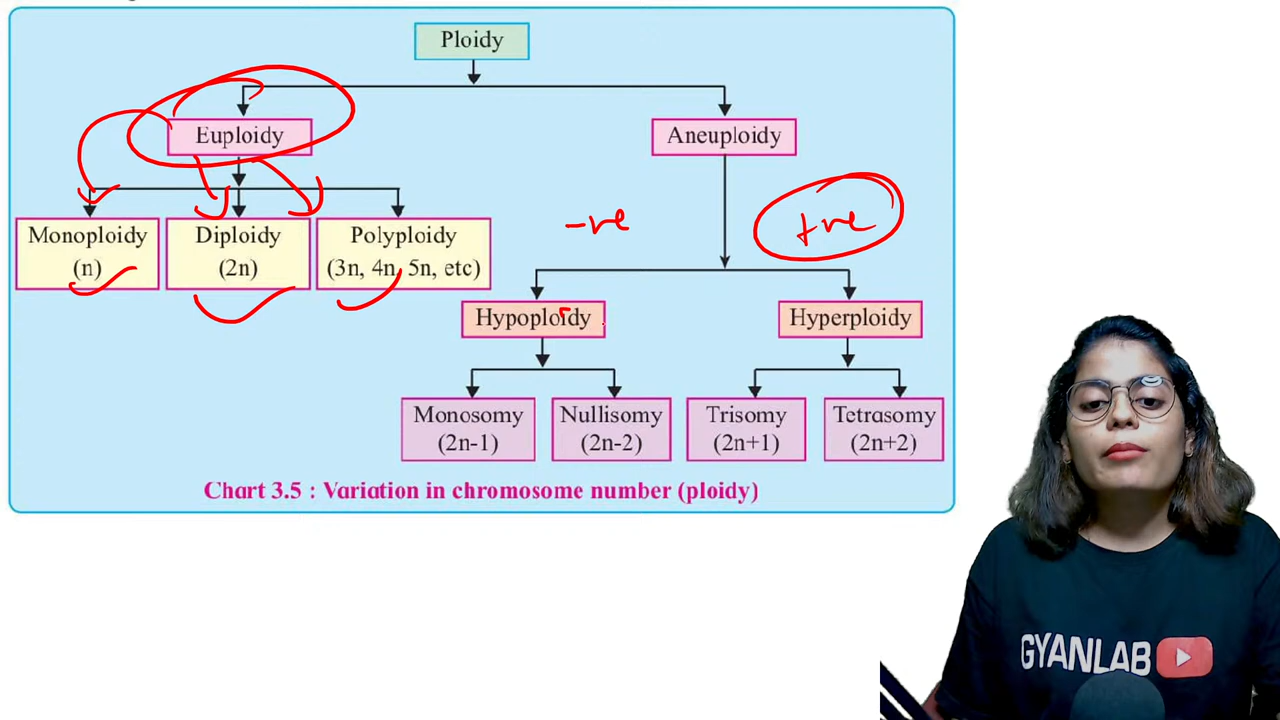 Ploidy
Euploidy
Aneuploidy
Monoploidy
(n)
Diploidy
(2n)
Polyploidy
(3n, 4n, 5n, etc)
-ve
+ve
Hypoploidy
Hyperploidy
Monosomy
(2n-1)
Nullisomy
(2n-2)
Trisomy
(2n+1)
Tetrasomy
(2n+2)
Chart 3.5 : Variation in chromosome number (ploidy)
GYANLAB